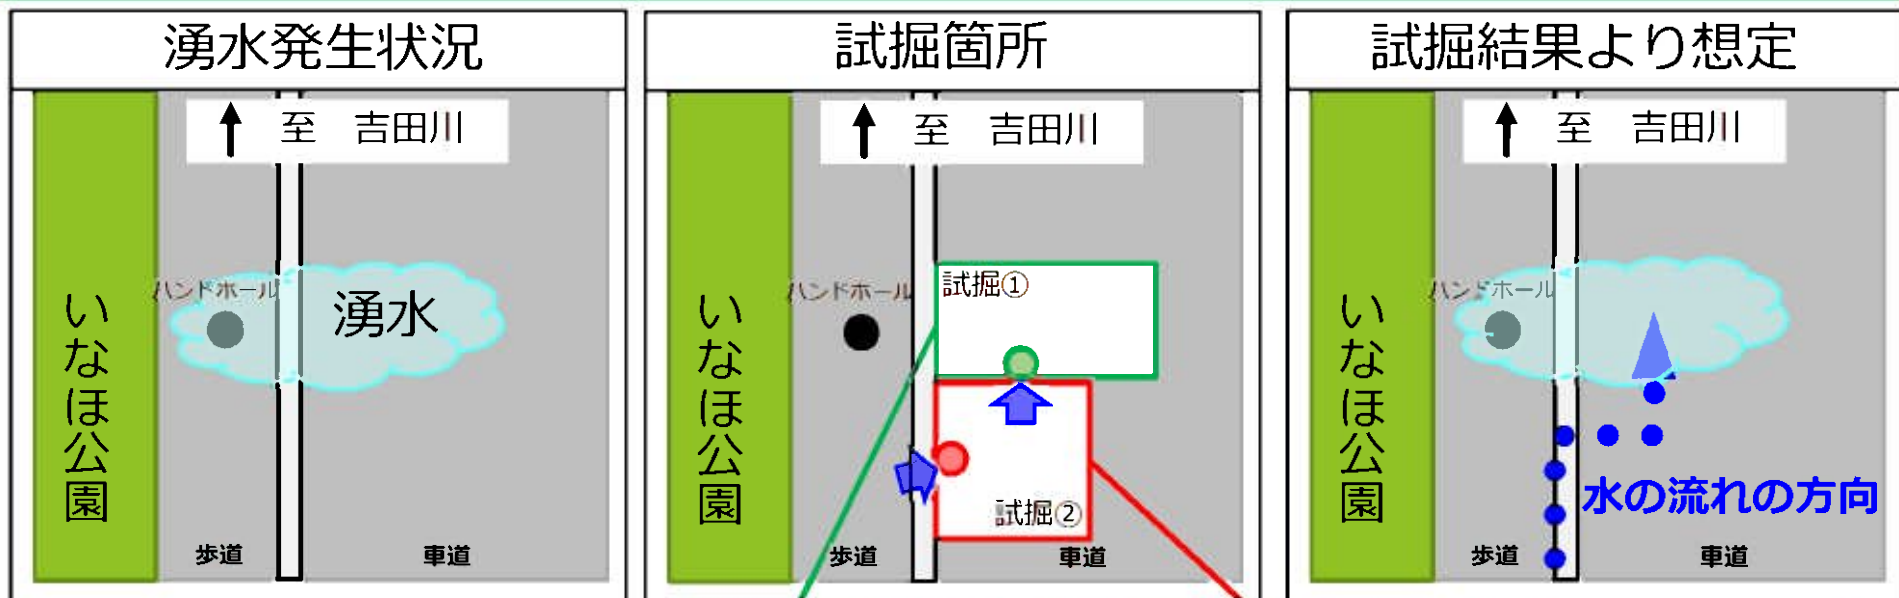 湧水発生状況
至 吉田川
ハンドホール
湧水
いなほ公園
歩道
車道
試掘箇所
至 吉田川
試掘①
ハンドホール
いなほ公園
試掘②
歩道
車道
試掘結果より想定
至 吉田川
ハンドホール
いなほ公園
水の流れの方向
歩道
車道